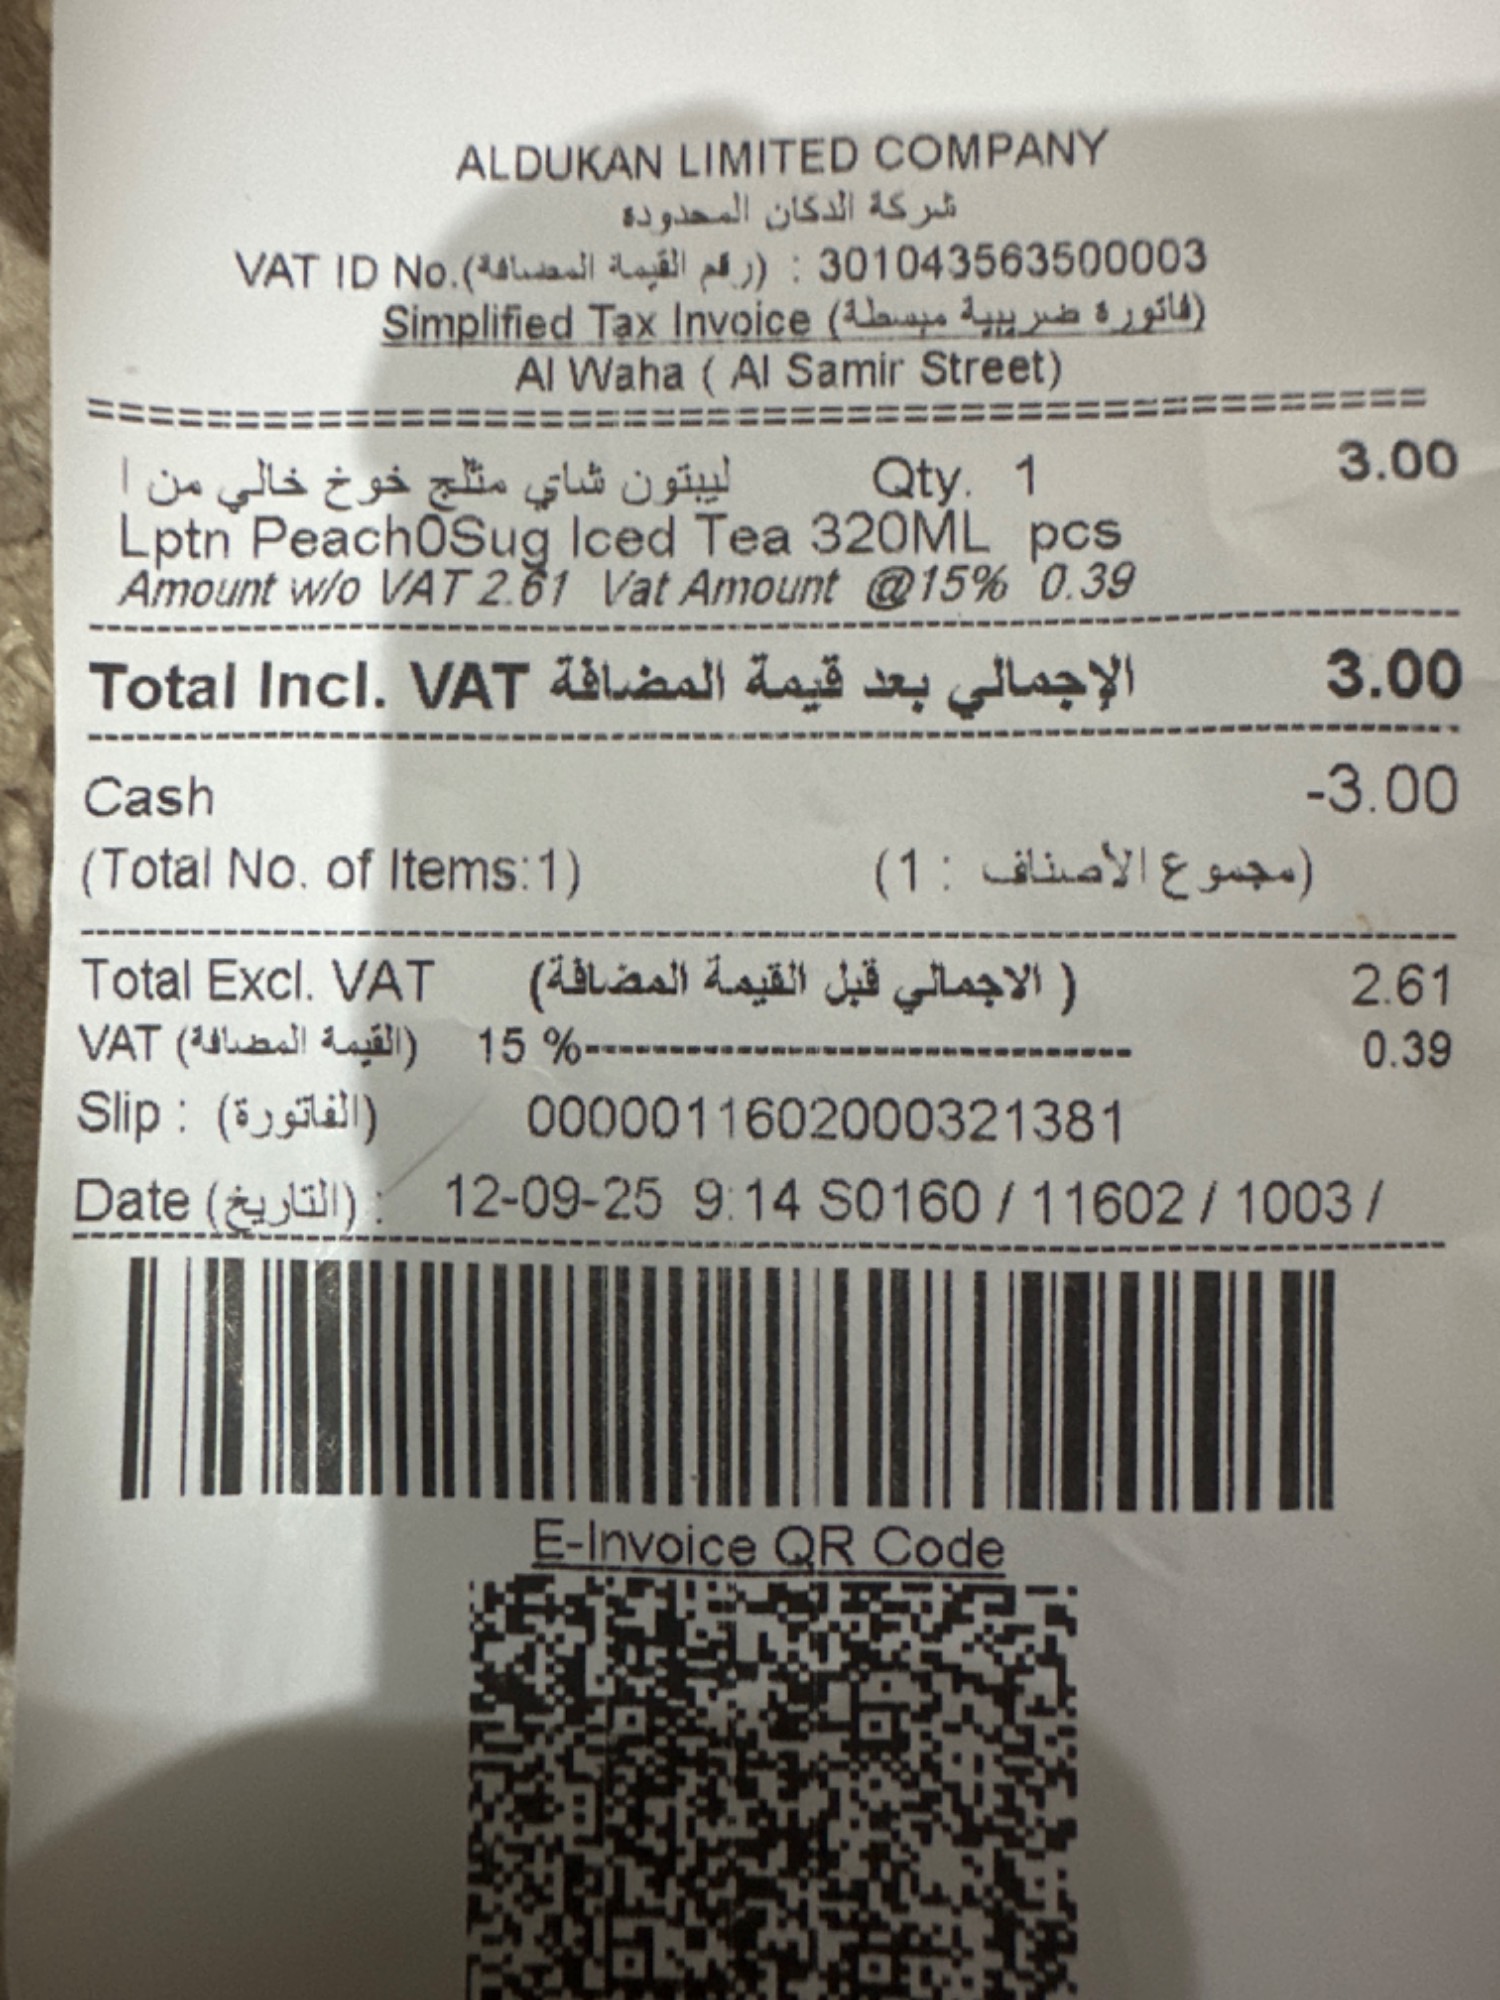 ALDUKAN LIMITED COMPANY
شركة الدكان المحدوده
VAT ID No.(رقم القيمة المضافة) : 301043563500003
Simplified Tax Invoice (فاتورة ضريبية مبسطة)
Al Waha ( Al Samir Street)
ليبتون شاي مثلج خوخ خالي من ا Qty. 1 3.00
Lptn Peach0Sug Iced Tea 320ML pcs
Amount w/o VAT 2.61 Vat Amount @15% 0.39
Total Incl. VAT الإجمالي بعد قيمة المضافة 3.00
Cash -3.00
(Total No. of Items:1) (مجموع الأصناف : 1)
Total Excl. VAT (الاجمالي قبل القيمة المضافة ) 2.61
VAT (القيمة المضافة) 15 %------------------------------- 0.39
Slip : (الفاتورة) 0000011602000321381
Date (التاريخ) : 12-09-25 9:14 S0160 / 11602 / 1003 /
E-Invoice QR Code